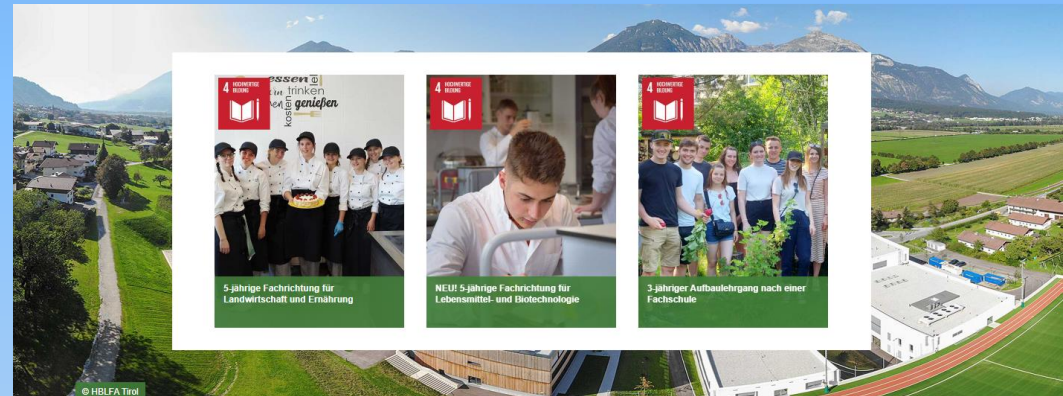 essen
trinken
kosten
genießen
4 HOCHWERTIGE
BILDUNG
5-jährige Fachrichtung für
Landwirtschaft und Ernährung
4 HOCHWERTIGE
BILDUNG
NEU! 5-jährige Fachrichtung für
Lebensmittel- und Biotechnologie
4 HOCHWERTIGE
BILDUNG
3-jähriger Aufbaulehrgang nach einer
Fachschule
© HBLFA Tirol